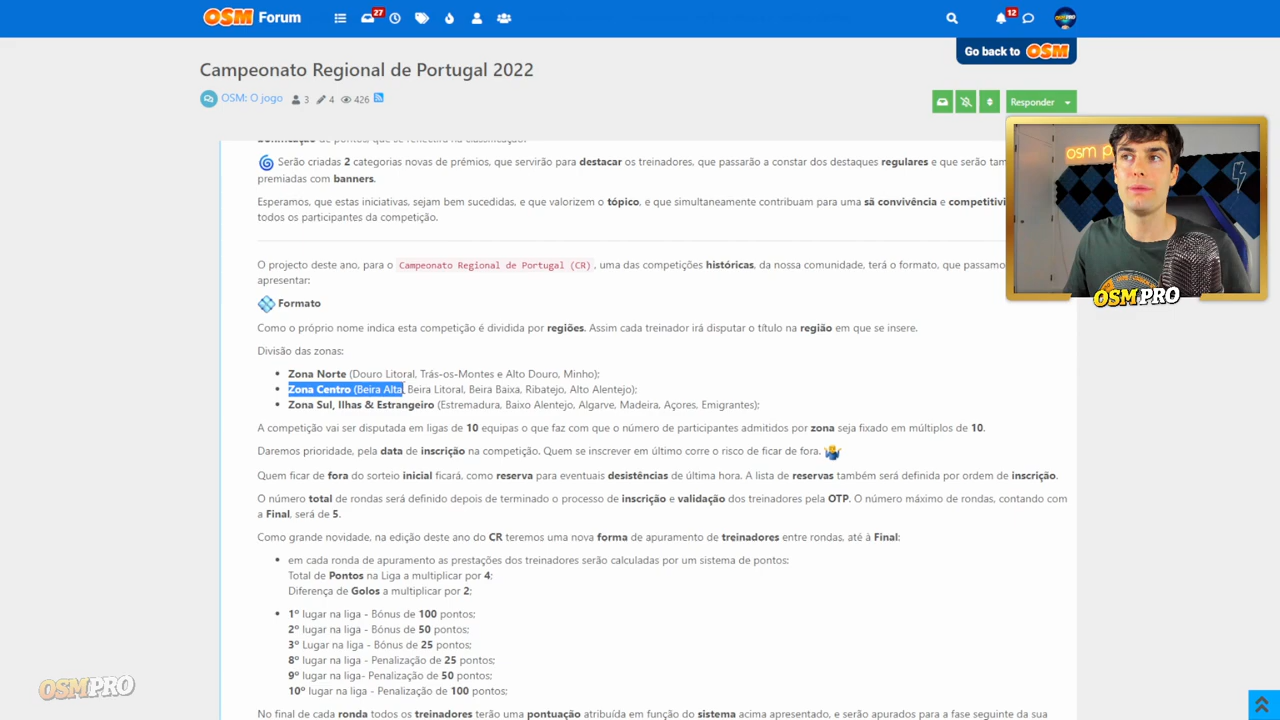 OSM Forum
27
12
Go back to OSM
Campeonato Regional de Portugal 2022
OSM: O jogo 3 4 426
Responder
de pontos, que se reflectirá na classificação.
Serão criadas 2 categorias novas de prémios, que servirão para destacar os treinadores, que passarão a constar dos destaques regulares e que serão
premiadas com banners.
Esperamos, que estas iniciativas, sejam bem sucedidas, e que valorizem o tópico, e que simultaneamente contribuam para uma sã convivência e
todos os participantes da competição.
O projecto deste ano, para o Campeonato Regional de Portugal (CR), uma das competições históricas, da nossa comunidade, terá o formato, que passamos
apresentar:
Formato
Como o próprio nome indica esta competição é dividida por regiões. Assim cada treinador irá disputar o título na região em que se insere.
Divisão das zonas:
Zona Norte (Douro Litoral, Trás-os-Montes e Alto Douro, Minho);
Zona Centro (Beira Alta, Beira Litoral, Beira Baixa, Ribatejo, Alto Alentejo);
Zona Sul, Ilhas & Estrangeiro (Estremadura, Baixo Alentejo, Algarve, Madeira, Açores, Emigrantes);
A competição vai ser disputada em ligas de 10 equipas o que faz com que o número de participantes admitidos por zona seja fixado em múltiplos de 10.
Daremos prioridade, pela data de inscrição na competição. Quem se inscrever em último corre o risco de ficar de fora.
Quem ficar de fora do sorteio inicial ficará, como reserva para eventuais desistências de última hora. A lista de reservas também será definida por ordem de inscrição.
O número total de rondas será definido depois de terminado o processo de inscrição e validação dos treinadores pela OTP. O número máximo de rondas, contando com
a Final, será de 5.
Como grande novidade, na edição deste ano do CR teremos uma nova forma de apuramento de treinadores entre rondas, até à Final:
em cada ronda de apuramento as prestações dos treinadores serão calculadas por um sistema de pontos:
Total de Pontos na Liga a multiplicar por 4;
Diferença de Golos a multiplicar por 2;
1º lugar na liga - Bónus de 100 pontos;
2º lugar na liga - Bónus de 50 pontos;
3º Lugar na liga - Bónus de 25 pontos;
8º lugar na liga - Penalização de 25 pontos;
9º lugar na liga- Penalização de 50 pontos;
10º lugar na liga - Penalização de 100 pontos;
No final de cada ronda todos os treinadores terão uma pontuação atribuída em função do sistema acima apresentado, e serão apurados para a fase seguinte da sua
osm p
OSM PRO
OSMPRO